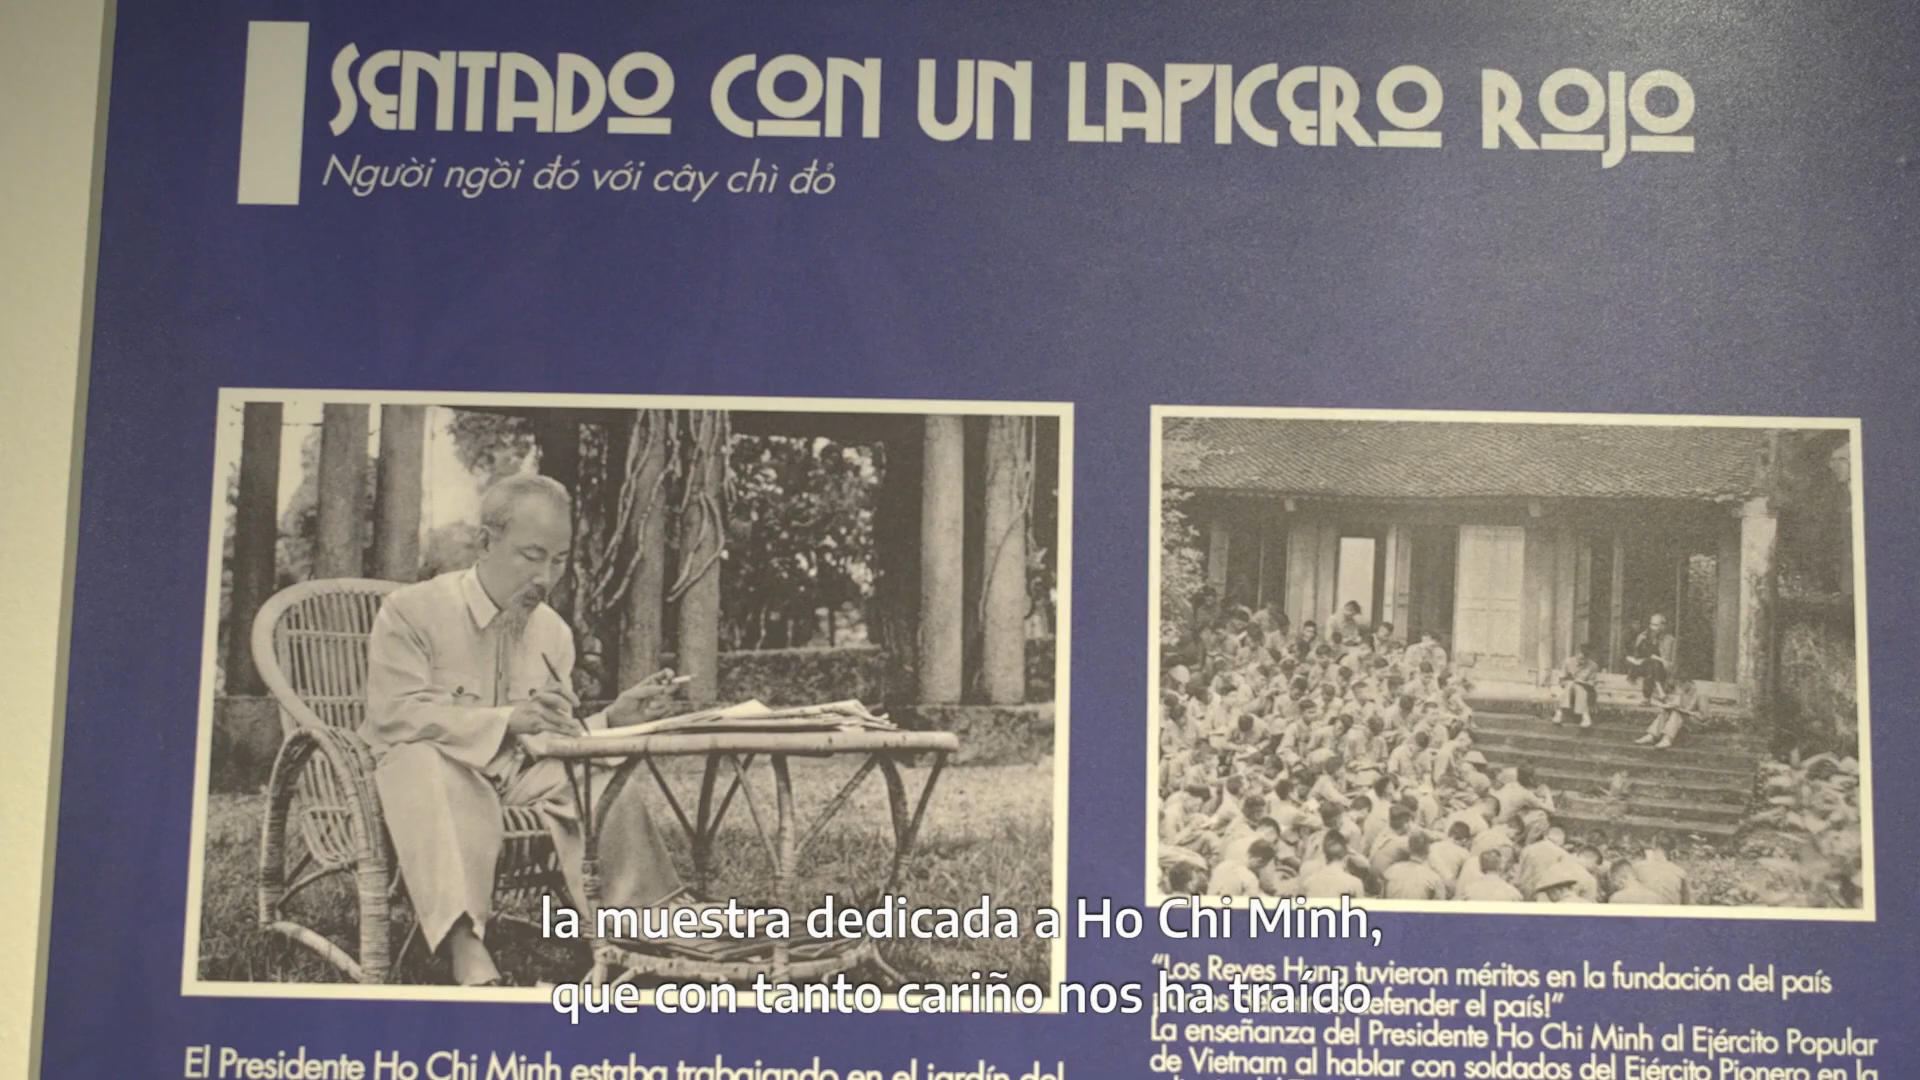 SENTADO CON UN LAPICERO ROJO
Người ngồi đó với cây chì đỏ
la muestra dedicada a Ho Chi Minh,
que con tanto cariño nos ha traído
"Los Reyes Hung tuvieron méritos en la fundación del país
defender el país!"
La enseñanza del Presidente Ho Chi Minh al Ejército Popular
de Vietnam al hablar con soldados del Ejército Pionero en la
El Presidente Ho Chi Minh estaba trabajando en el jardín del